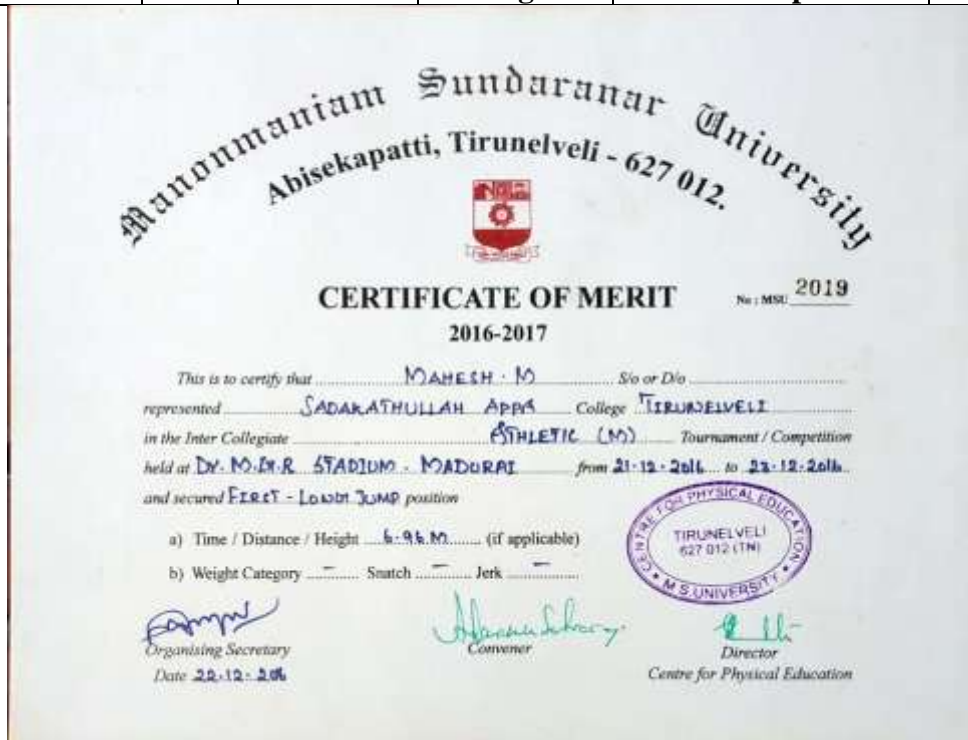 Manonmaniam Sundaranar University
Abisekapatti, Tirunelveli - 627 012.
CERTIFICATE OF MERIT
No : MSU 2019
2016-2017
This is to certify that MAHESH . M S/o or D/o
represented SADAKATHULLAH APPA College TIRUNELVELI
in the Inter Collegiate ATHLETIC (M) Tournament / Competition
held at Dr. M.G.R STADIUM - MADURAI from 21-12-2016 to 23-12-2016
and secured FIRST - LONG JUMP position
a) Time / Distance / Height 6.96 M (if applicable)
b) Weight Category - Snatch - Jerk -
CENTRE FOR PHYSICAL EDUCATION
TIRUNELVELI
627 012 (TN)
M S UNIVERSITY
Organising Secretary
Convener
Director
Date 22-12-2016
Centre for Physical Education